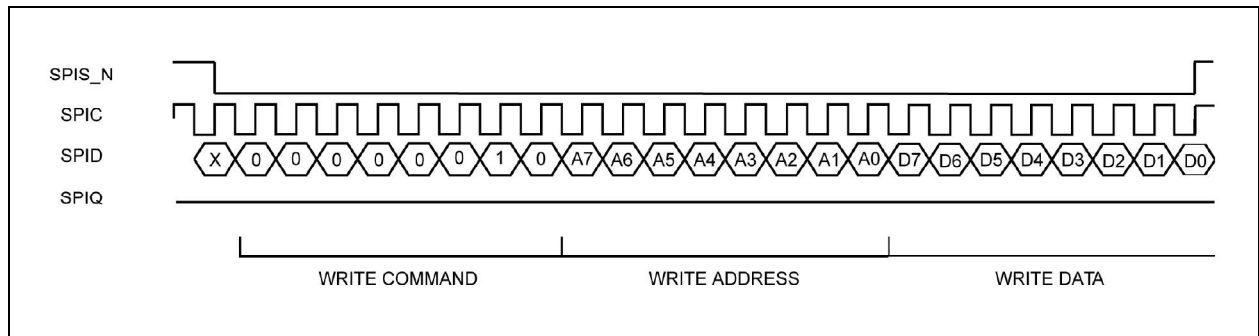 SPIS_N
SPIC
SPID X 0 0 0 0 0 0 1 0 A7 A6 A5 A4 A3 A2 A1 A0 D7 D6 D5 D4 D3 D2 D1 D0
SPIQ
WRITE COMMAND WRITE ADDRESS WRITE DATA